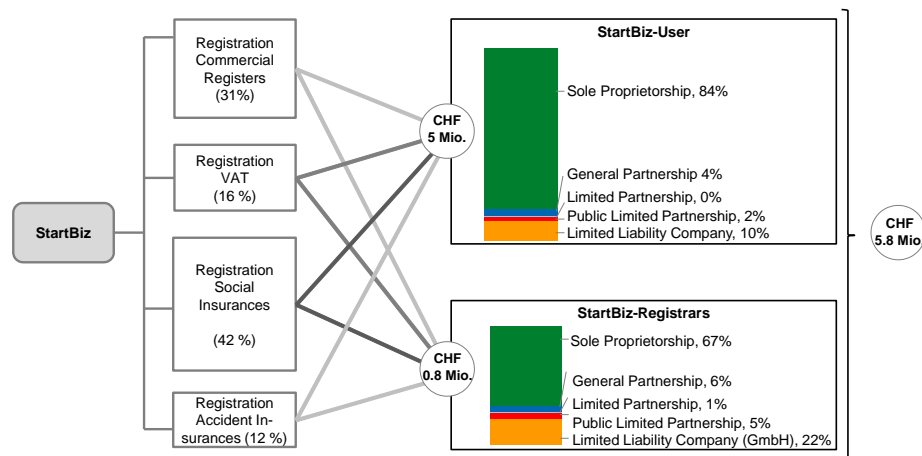 StartBiz
Registration
Commercial
Registers
(31%)
Registration
VAT
(16 %)
Registration
Social
Insurances
(42 %)
Registration
Accident In-
surances (12 %)
CHF
5 Mio.
CHF
0.8 Mio.
StartBiz-User
Sole Proprietorship, 84%
General Partnership 4%
Limited Partnership, 0%
Public Limited Partnership, 2%
Limited Liability Company, 10%
StartBiz-Registrars
Sole Proprietorship, 67%
General Partnership, 6%
Limited Partnership, 1%
Public Limited Partnership, 5%
Limited Liability Company (GmbH), 22%
CHF
5.8 Mio.